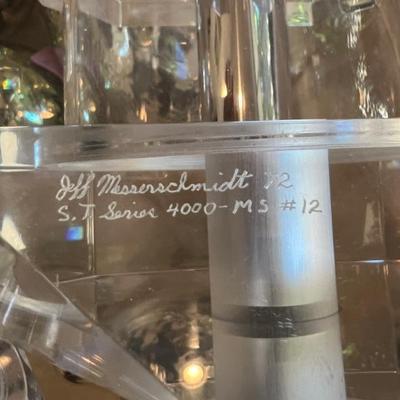 Jeff Messerschmidt '72
S.T Series 4000-MS #12